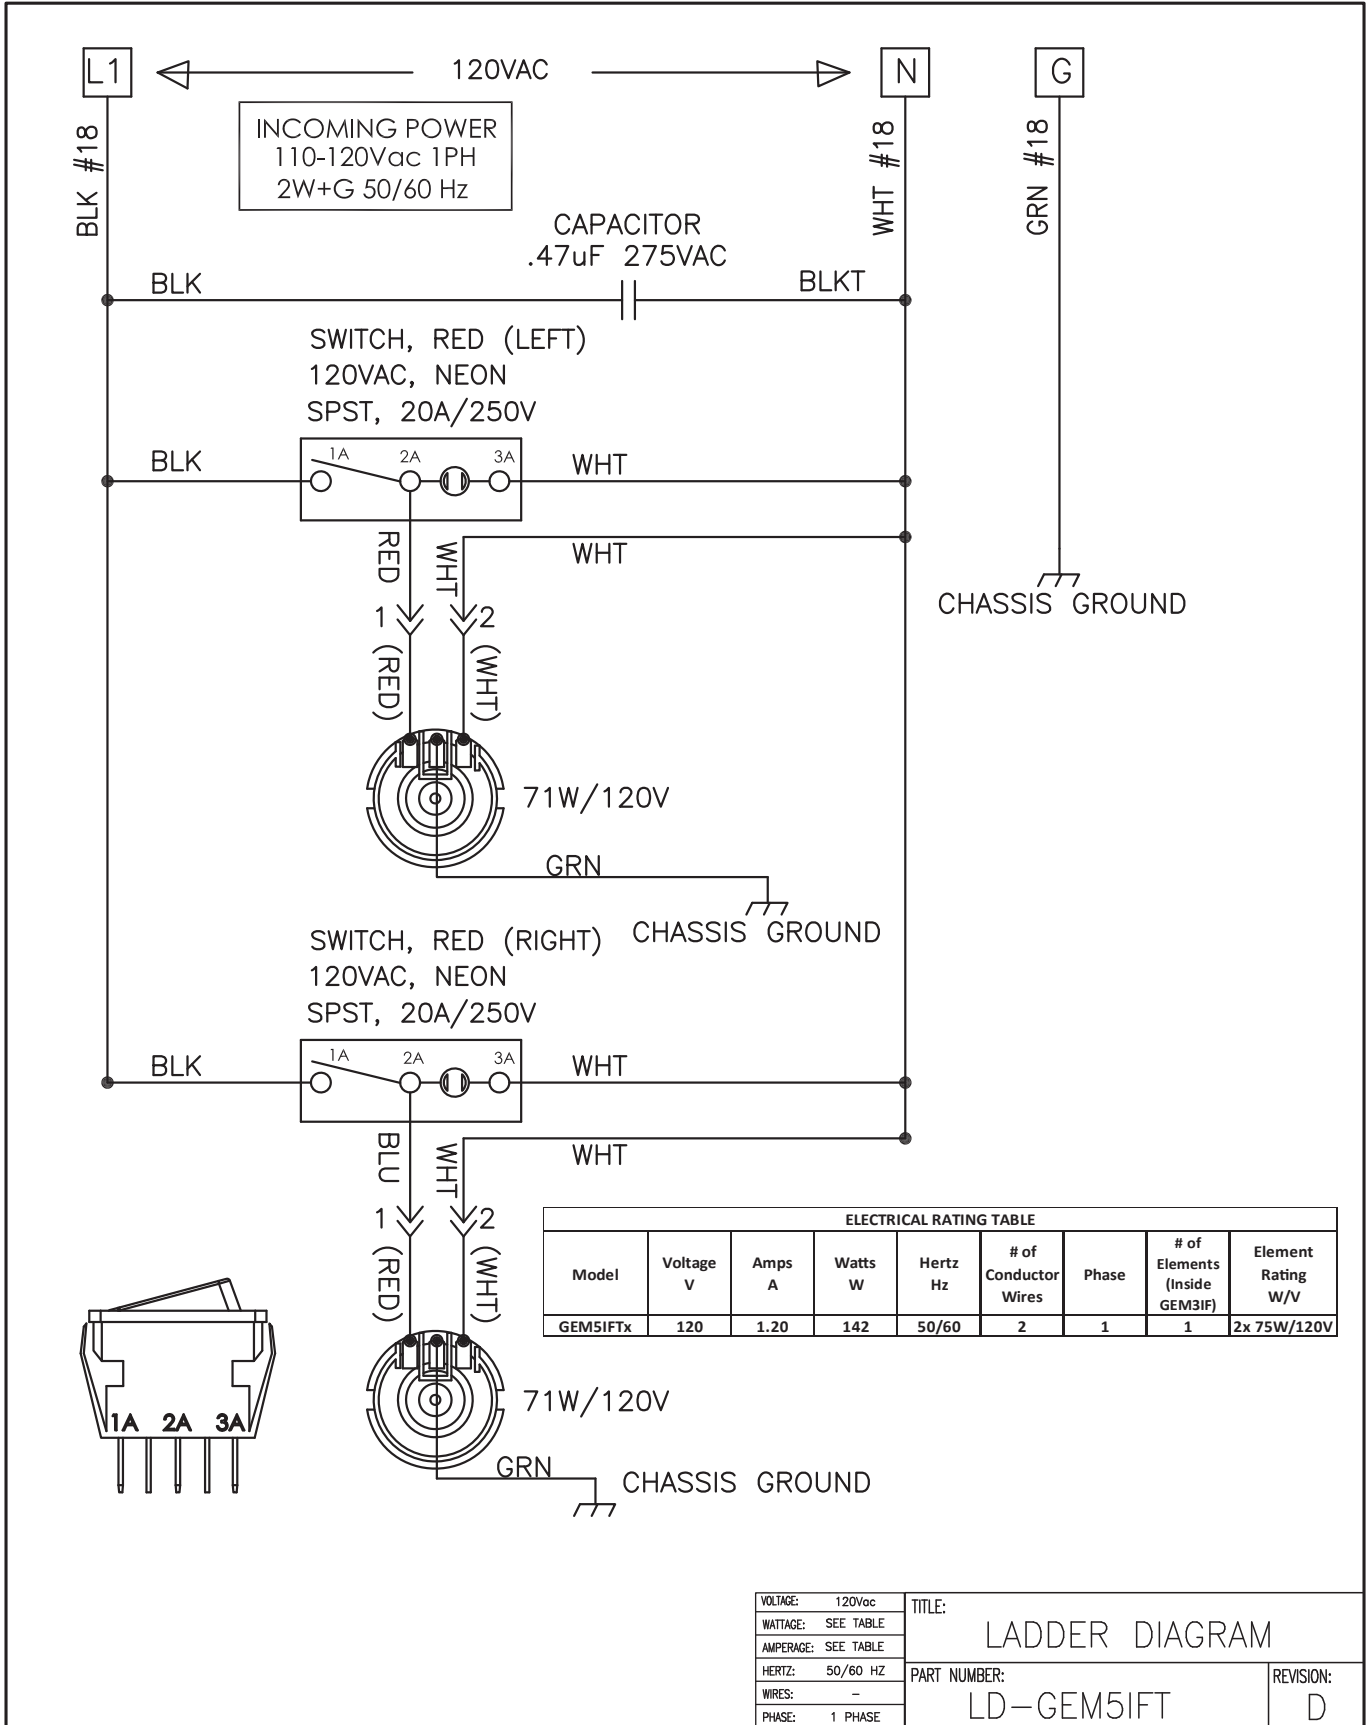 L1
120VAC
N
G
BLK #18
INCOMING POWER
110-120Vac 1PH
2W+G 50/60 Hz
WHT #18
GRN #18
CAPACITOR
.47uF 275VAC
BLK
BLKT
SWITCH, RED (LEFT)
120VAC, NEON
SPST, 20A/250V
BLK
1A
2A
3A
WHT
RED
WHT
WHT
1
2
(RED)
(WHT)
CHASSIS GROUND
71W/120V
GRN
CHASSIS GROUND
SWITCH, RED (RIGHT)
120VAC, NEON
SPST, 20A/250V
BLK
1A
2A
3A
WHT
BLU
WHT
WHT
1
2
(RED)
(WHT)
ELECTRICAL RATING TABLE
Model
Voltage
V
Amps
A
Watts
W
Hertz
Hz
# of
Conductor
Wires
Phase
# of
Elements
(Inside
GEM3IF)
Element
Rating
W/V
GEM5IFTx 120 1.20 142 50/60 2 1 1 2x 75W/120V
71W/120V
GRN
CHASSIS GROUND
1A 2A 3A
VOLTAGE: 120Vac
WATTAGE: SEE TABLE
AMPERAGE: SEE TABLE
HERTZ: 50/60 HZ
WIRES: –
PHASE: 1 PHASE
TITLE:
LADDER DIAGRAM
PART NUMBER:
LD-GEM5IFT
REVISION:
D